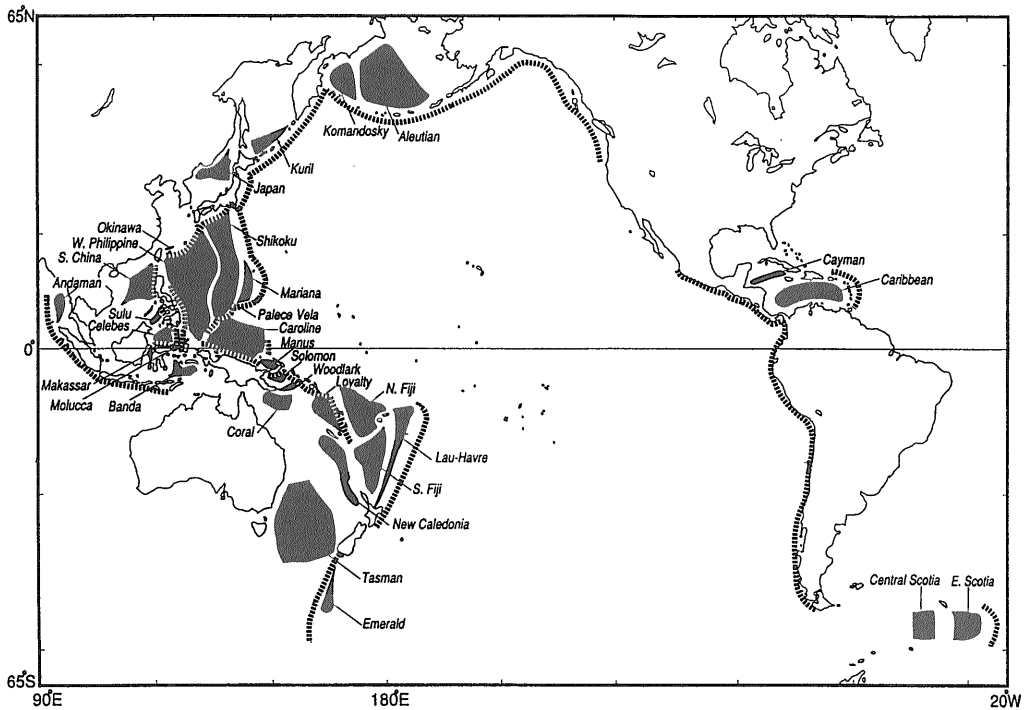 65°N
Komandosky
Aleutian
Kuril
Japan
Okinawa
W. Philippine
S. China
Shikoku
Cayman
Caribbean
Andaman
Mariana
Sulu
Celebes
Palece Vela
Caroline
0°
Manus
Solomon
Woodlark
Makassar
Loyalty
Molucca
Banda
N. Fiji
Coral
Lau-Havre
S. Fiji
New Caledonia
Tasman
Central Scotia
E. Scotia
Emerald
65°S
90°E
180°E
20°W